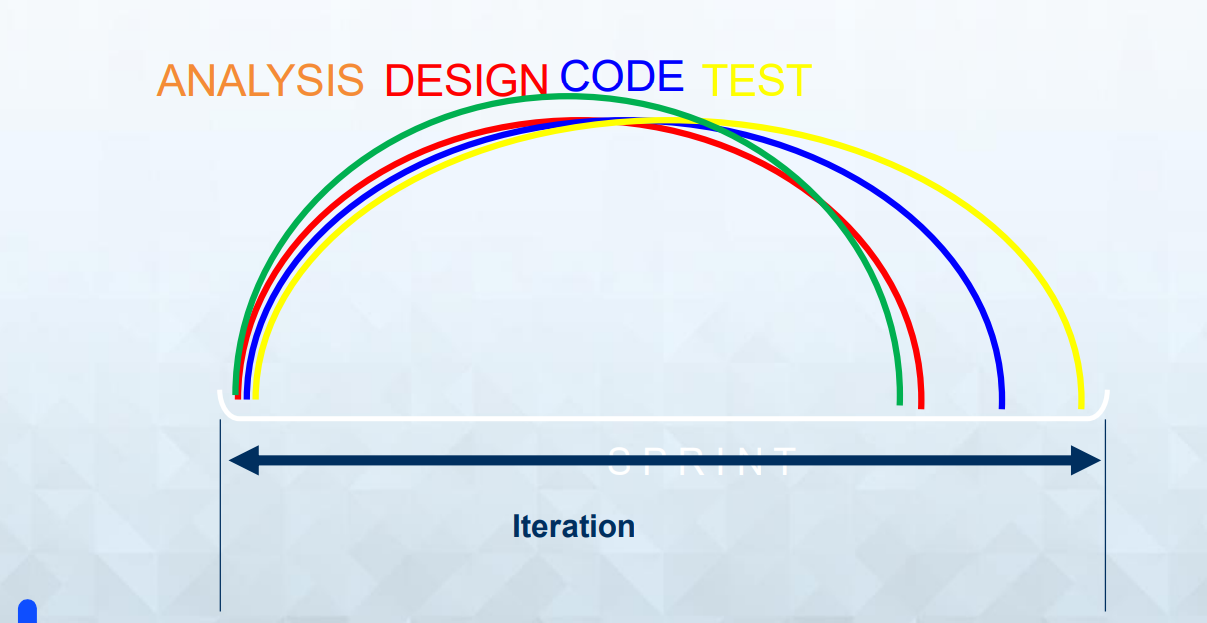 ANALYSIS DESIGN CODE TEST
SPRINT
Iteration